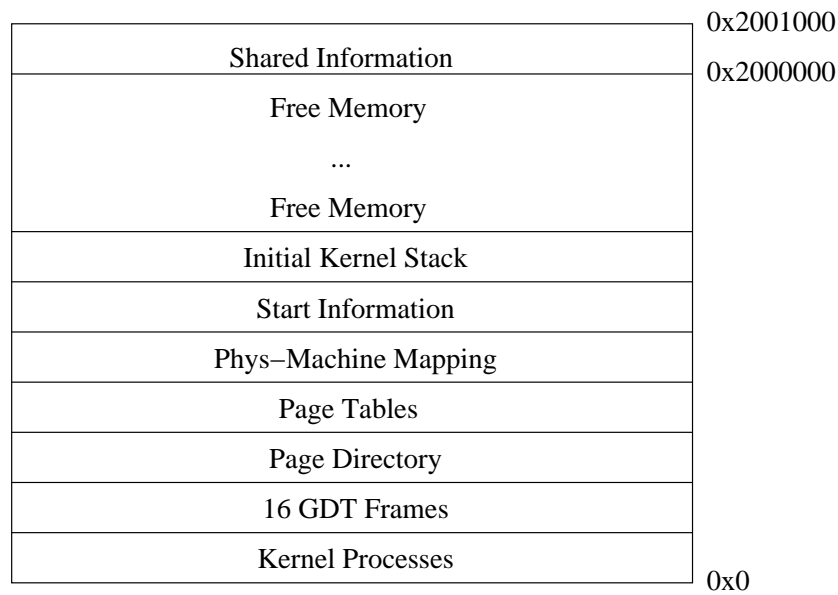 0x2001000
Shared Information
0x2000000
Free Memory
...
Free Memory
Initial Kernel Stack
Start Information
Phys−Machine Mapping
Page Tables
Page Directory
16 GDT Frames
Kernel Processes
0x0